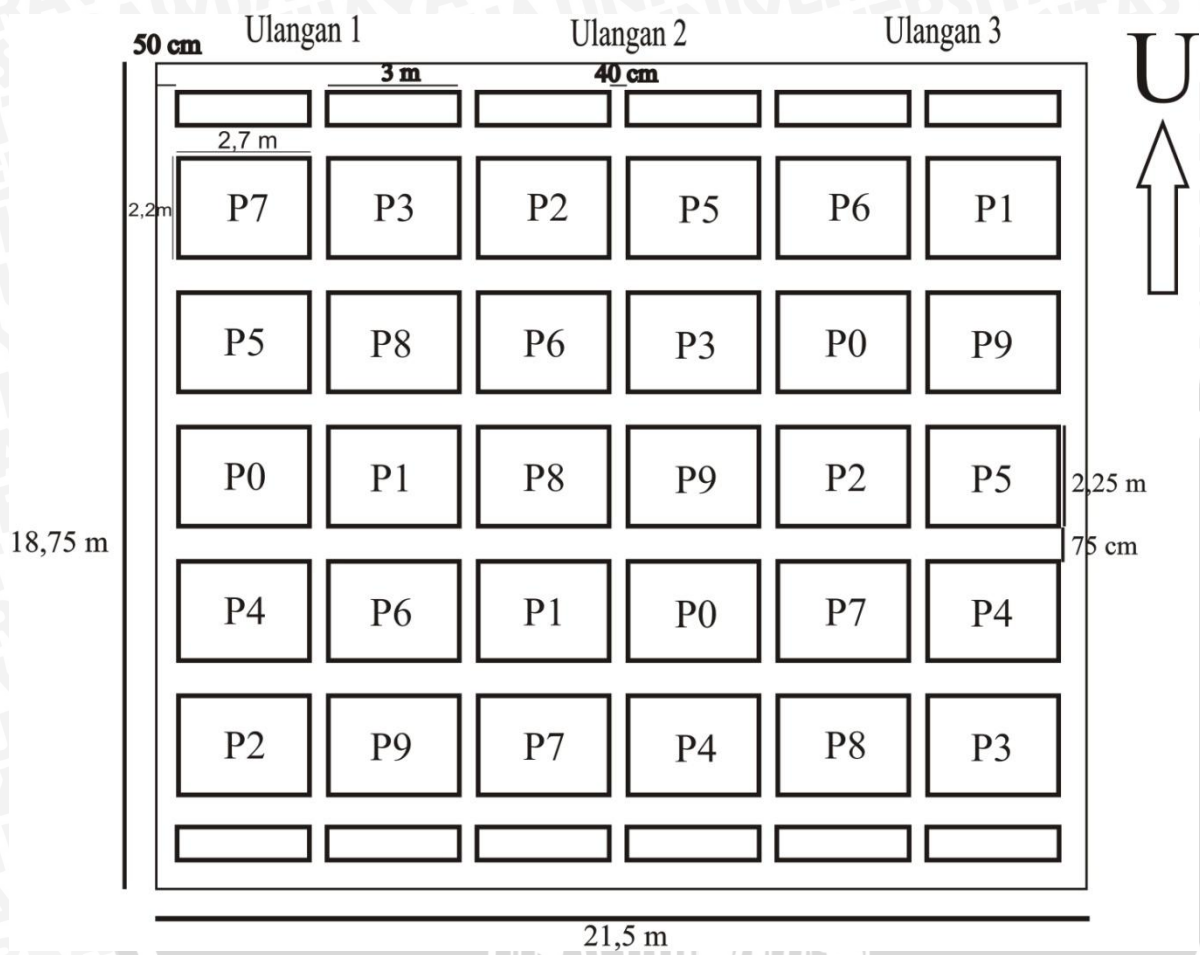 Ulangan 1 Ulangan 2 Ulangan 3
50 cm
3 m 40 cm
U
2,7 m
2,2m
P7 P3 P2 P5 P6 P1
P5 P8 P6 P3 P0 P9
P0 P1 P8 P9 P2 P5
2,25 m
18,75 m
75 cm
P4 P6 P1 P0 P7 P4
P2 P9 P7 P4 P8 P3
21,5 m